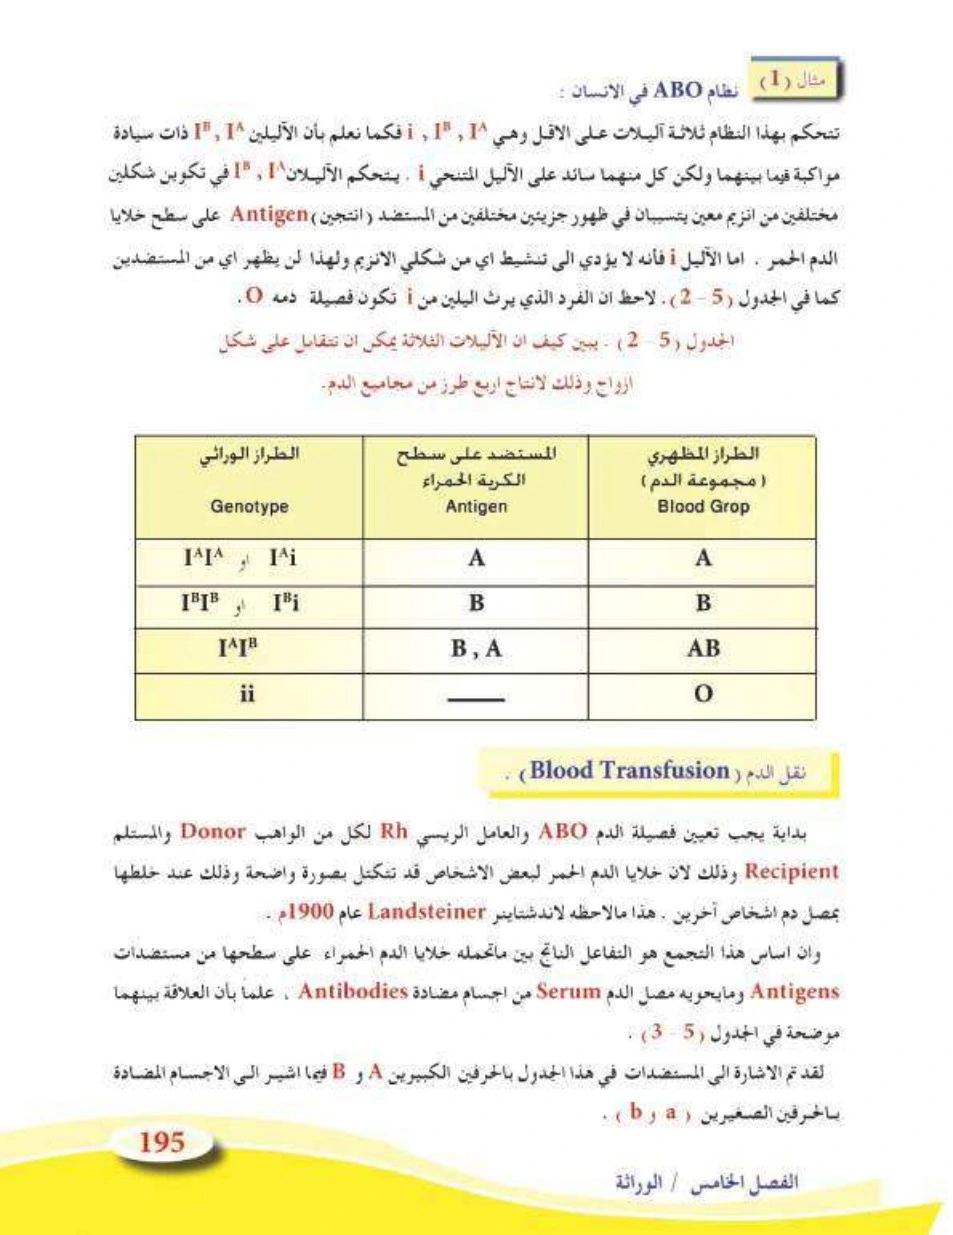 مثال (1) نظام ABO في الانسان :
تتحكم بهذا النظام ثلاثة آليلات على الاقل وهي i , Iᴮ , Iᴬ فكما نعلم بأن الآليلين Iᴮ , Iᴬ ذات سيادة
مواكبة فيما بينهما ولكن كل منهما سائد على الآليل المتنحي i . يتحكم الآليلان Iᴮ , Iᴬ في تكوين شكلين
مختلفين من انزيم معين يتسببان في ظهور جزيئين مختلفين من المستضد (انتجين) Antigen على سطح خلايا
الدم الحمر . اما الآليل i فأنه لا يؤدي الى تنشيط اي من شكلي الانزيم ولهذا لن يظهر اي من المستضدين
كما في الجدول (5 - 2) . لاحظ ان الفرد الذي يرث اليلين من i تكون فصيلة دمه O .
الجدول (5 - 2) . يبين كيف ان الآليلات الثلاثة يمكن ان تتقابل على شكل
ازواج وذلك لانتاج اربع طرز من مجاميع الدم.
الطراز المظهري المستضد على سطح الطراز الوراثي
(مجموعة الدم) الكرية الحمراء
Blood Grop Antigen Genotype
A A IᴬIᴬ او Iᴬi
B B IᴮIᴮ او Iᴮi
AB B , A IᴬIᴮ
O —— ii
نقل الدم (Blood Transfusion) .
بداية يجب تعيين فصيلة الدم ABO والعامل الريسي Rh لكل من الواهب Donor والمستلم
Recipient وذلك لان خلايا الدم الحمر لبعض الاشخاص قد تتكتل بصورة واضحة وذلك عند خلطها
بمصل دم اشخاص آخرين . هذا مالاحظه لاندشتاينر Landsteiner عام 1900م .
وان اساس هذا التجمع هو التفاعل الناتج بين ماتحمله خلايا الدم الحمراء على سطحها من مستضدات
Antigens ومايحويه مصل الدم Serum من اجسام مضادة Antibodies ، علماً بأن العلاقة بينهما
موضحة في الجدول (5 - 3) .
لقد تم الاشارة الى المستضدات في هذا الجدول بالحرفين الكبيرين A و B فيما اشير الى الاجسام المضادة
بالحرفين الصغيرين (a و b) .
195
الفصل الخامس / الوراثة